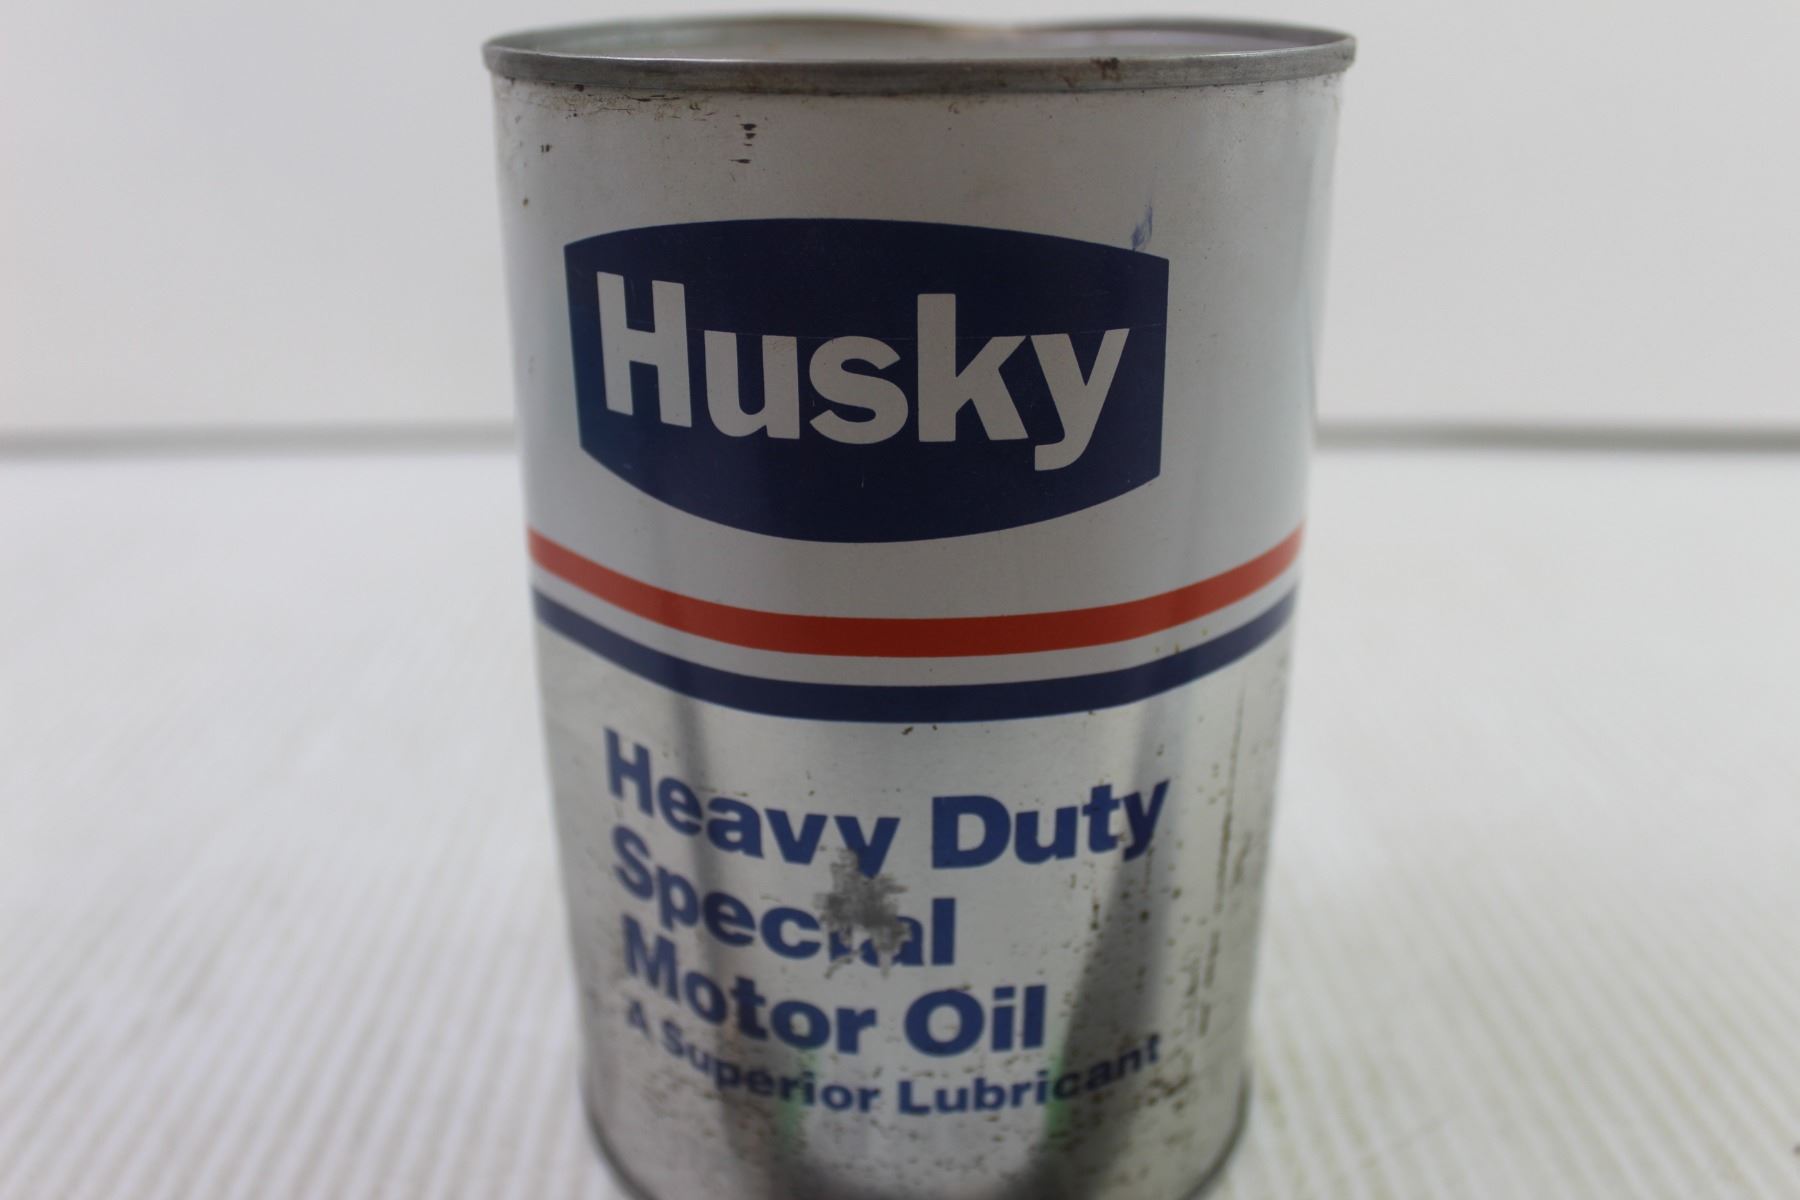 Husky
Heavy Duty
Special
Motor Oil
A Superior Lubricant